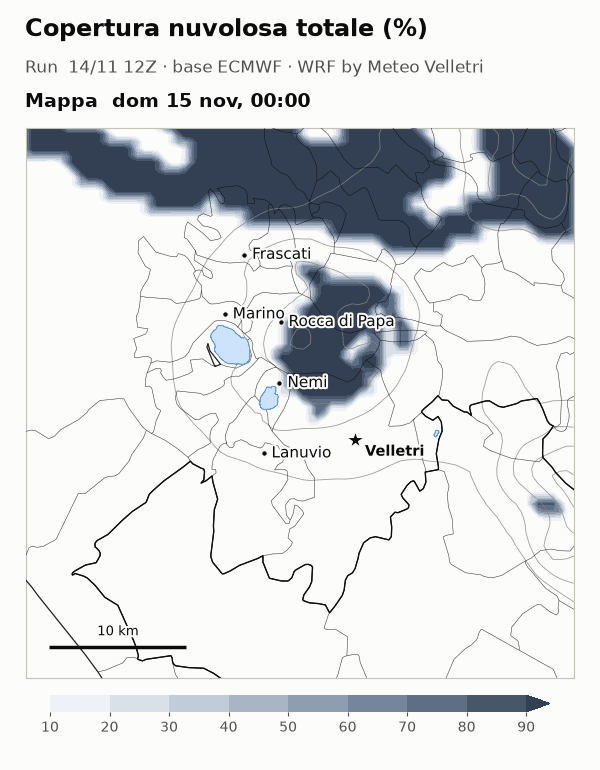 Copertura nuvolosa totale (%)
Run 14/11 12Z · base ECMWF · WRF by Meteo Velletri
Mappa dom 15 nov, 00:00
Frascati
Marino
Rocca di Papa
Nemi
Velletri
Lanuvio
10 km
10 20 30 40 50 60 70 80 90